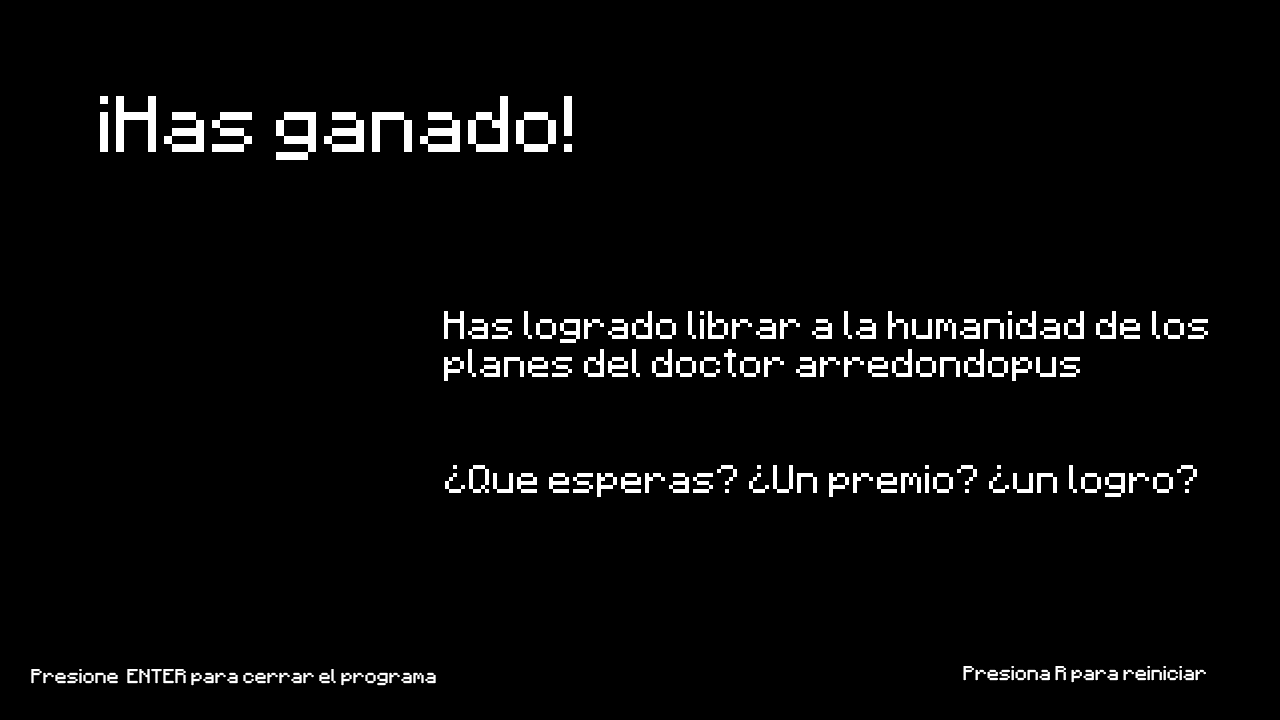 ¡Has ganado!
Has logrado librar a la humanidad de los
planes del doctor arredondopus
¿Que esperas? ¿Un premio? ¿un logro?
Presione ENTER para cerrar el programa
Presiona R para reiniciar